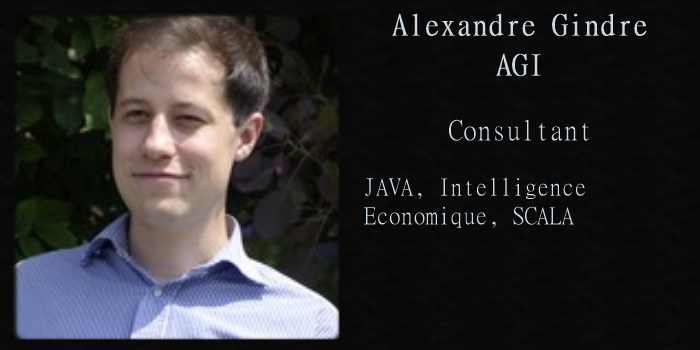 Alexandre Gindre
AGI
Consultant
JAVA, Intelligence
Economique, SCALA